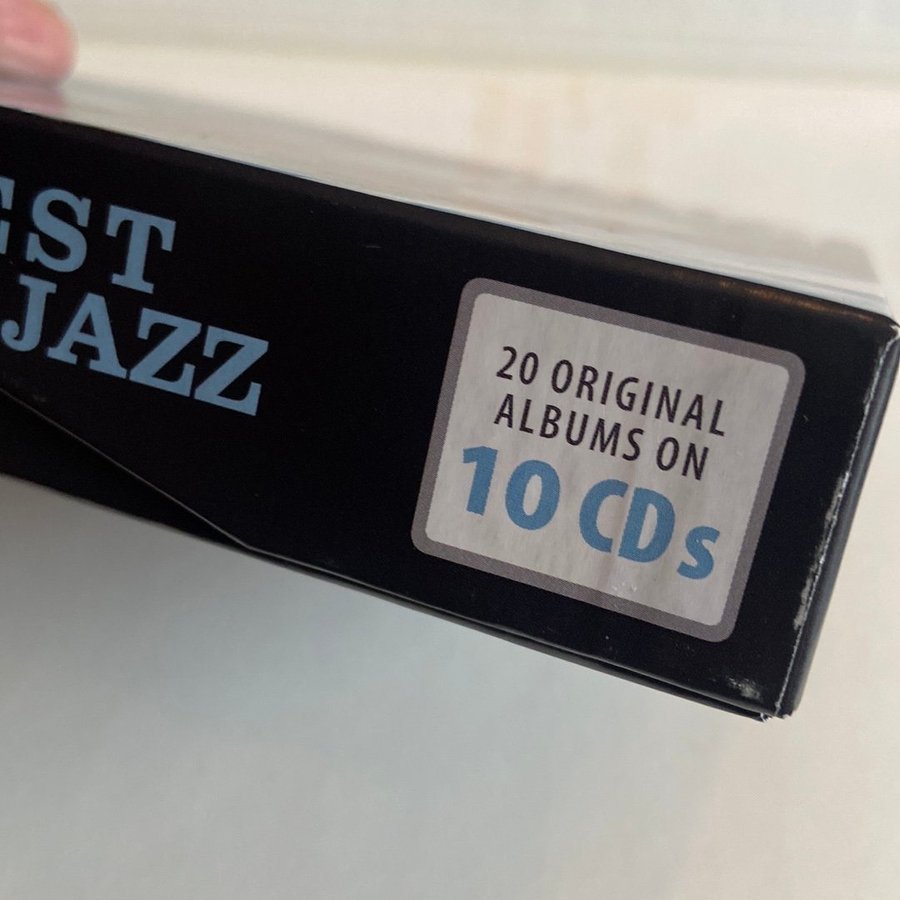 EST
JAZZ
20 ORIGINAL
ALBUMS ON
10 CDs